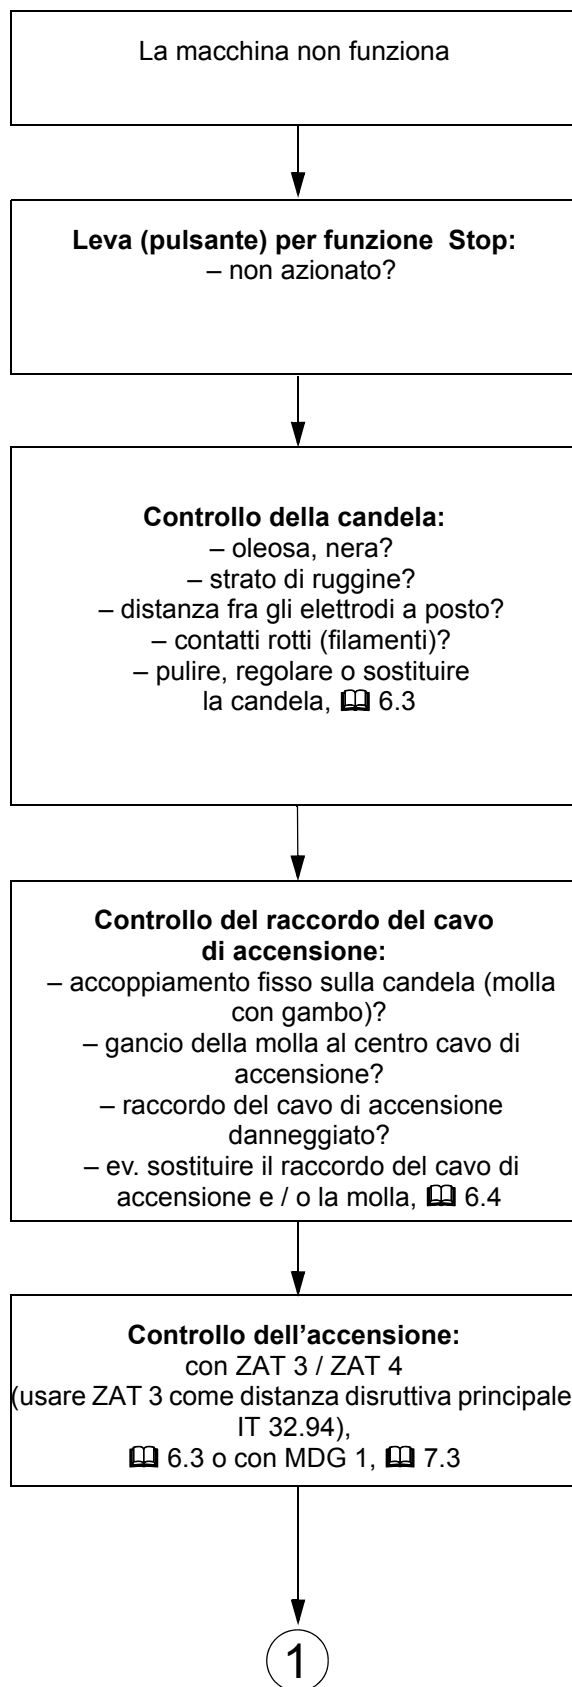 La macchina non funziona
Leva (pulsante) per funzione  Stop:
– non azionato?
Controllo della candela:
– oleosa, nera?
– strato di ruggine?
– distanza fra gli elettrodi a posto?
– contatti rotti (filamenti)?
– pulire, regolare o sostituire
la candela, 🕮 6.3
Controllo del raccordo del cavo
di accensione:
– accoppiamento fisso sulla candela (molla
con gambo)?
– gancio della molla al centro cavo di
accensione?
– raccordo del cavo di accensione
danneggiato?
– ev. sostituire il raccordo del cavo di
accensione e / o la molla, 🕮 6.4
Controllo dell’accensione:
con ZAT 3 / ZAT 4
(usare ZAT 3 come distanza disruttiva principale
IT 32.94),
🕮 6.3 o con MDG 1, 🕮 7.3
1